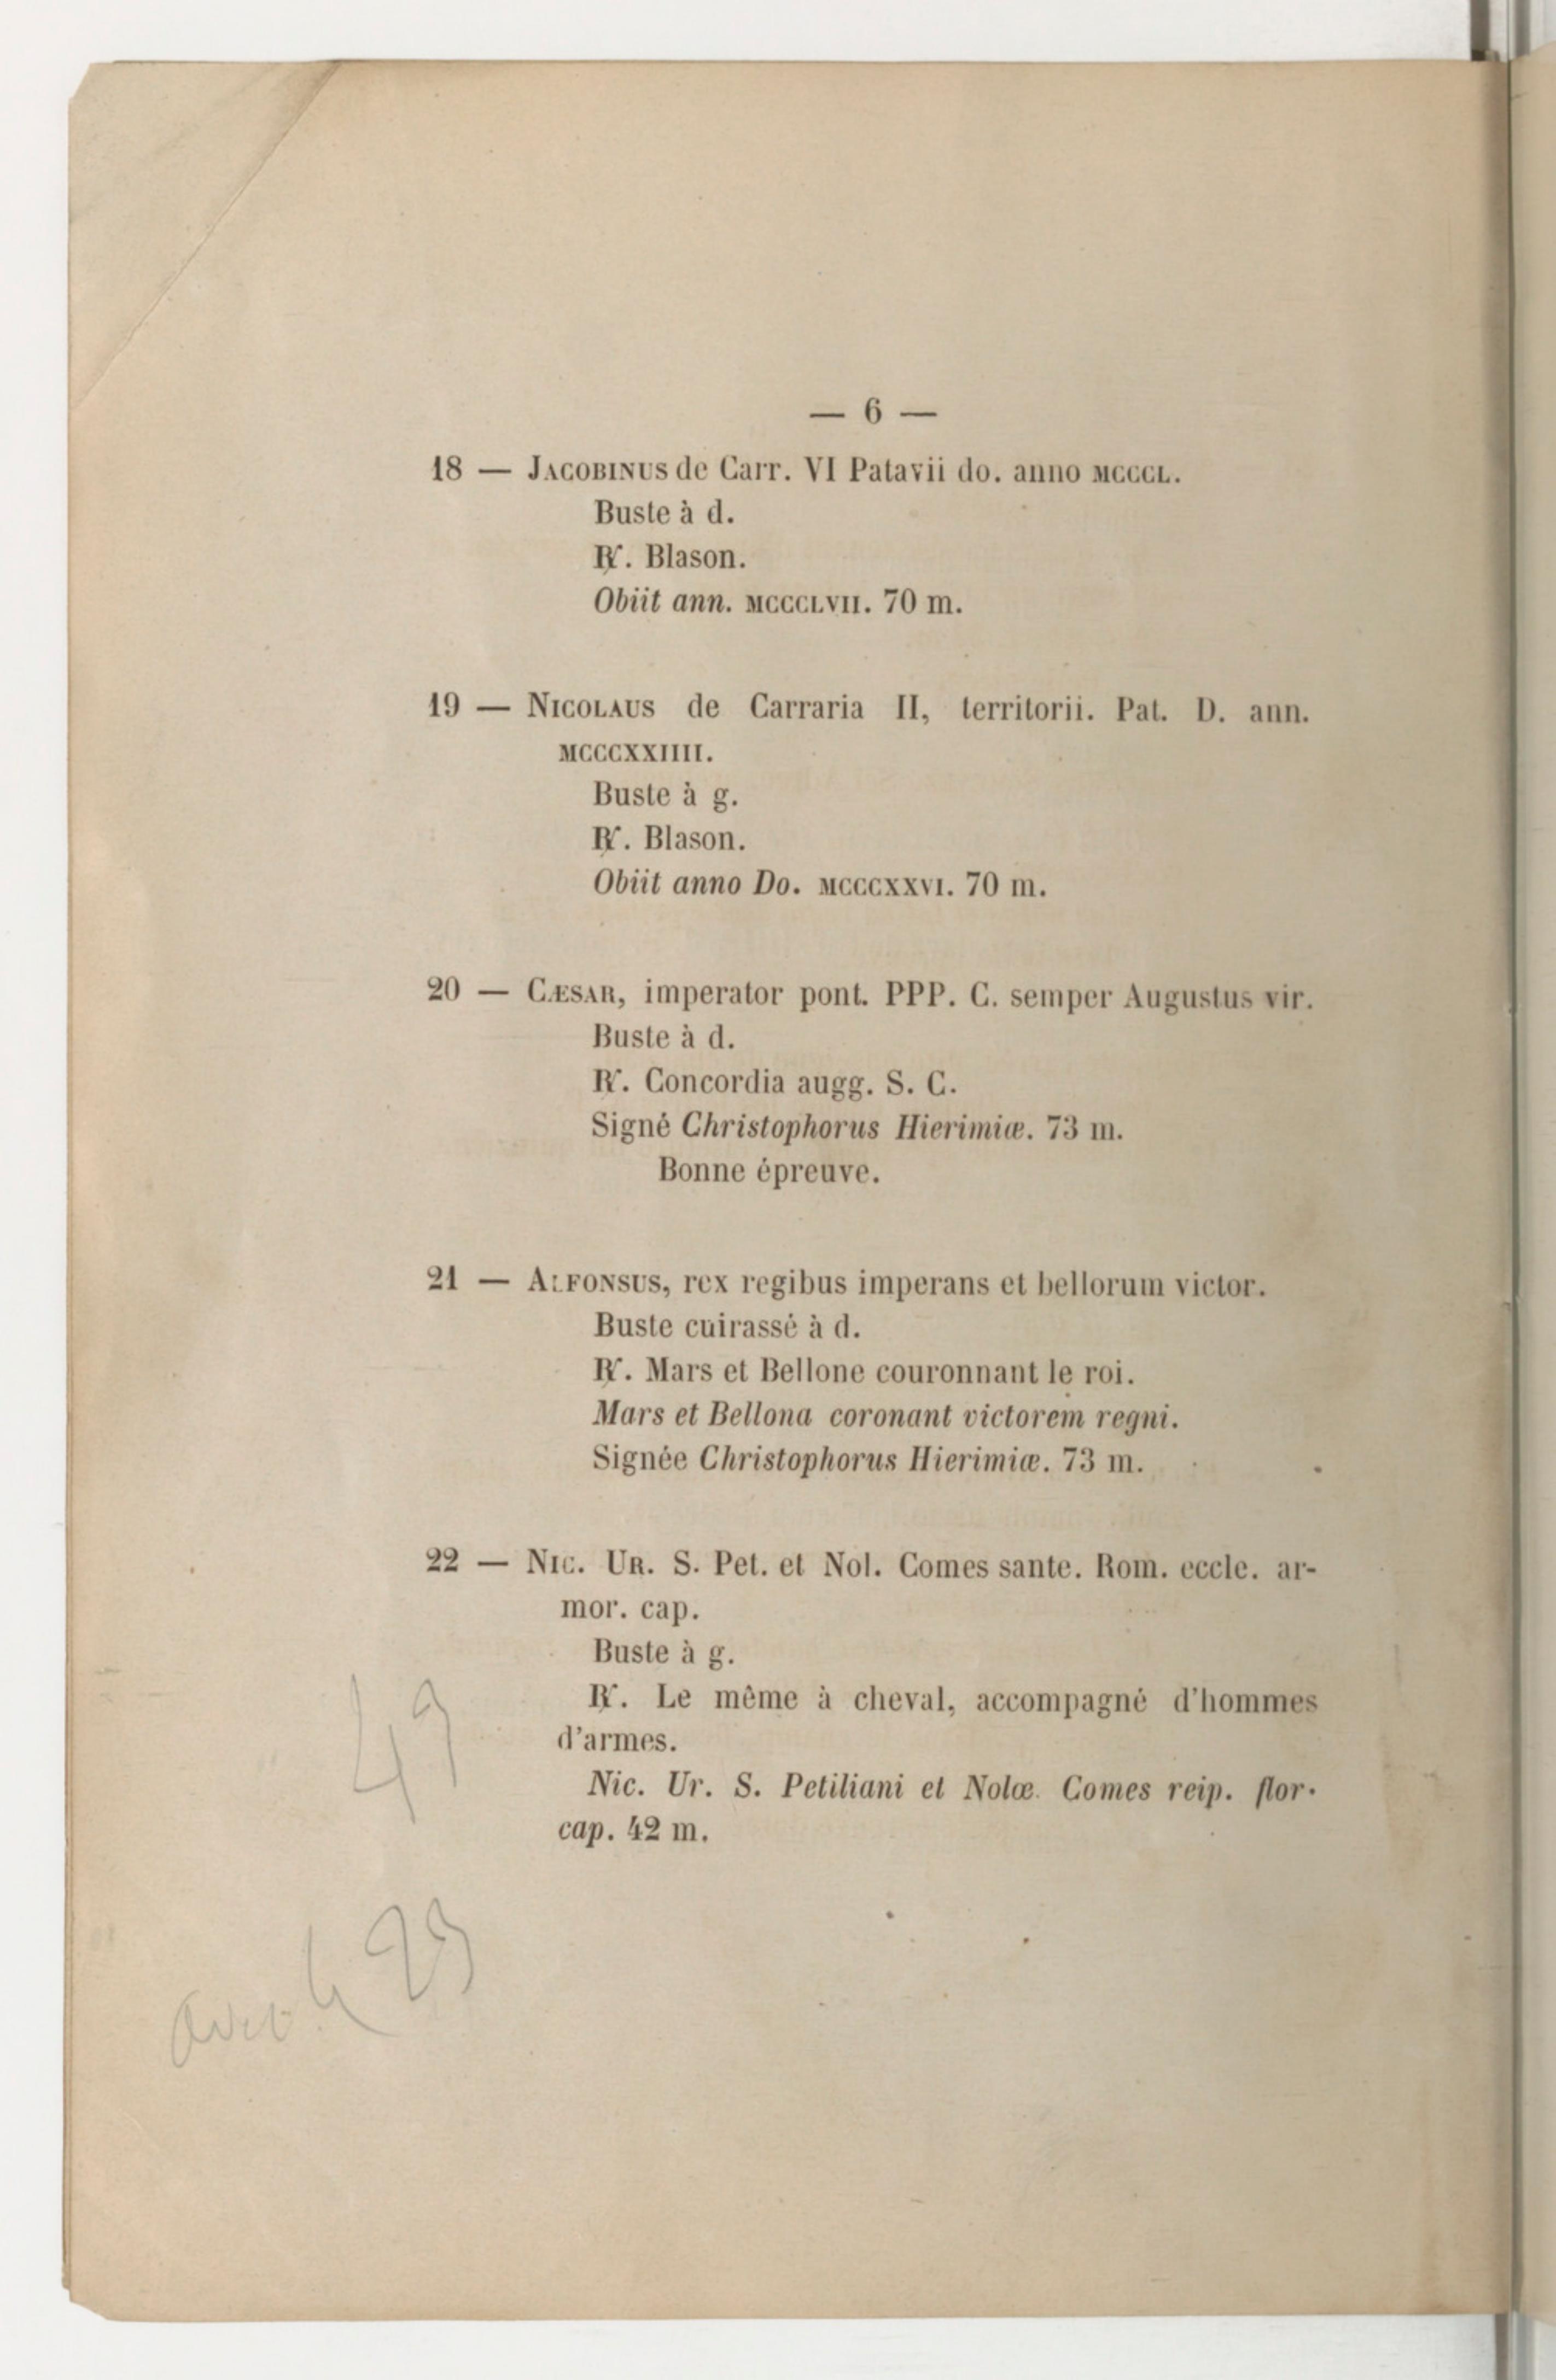 — 6 —
18 — JACOBINUS de Carr. VI Patavii do. anno MCCCL.
Buste à d.
R̸. Blason.
Obiit ann. MCCCLVII. 70 m.
19 — NICOLAUS de Carraria II, territorii. Pat. D. ann.
MCCCXXIIII.
Buste à g.
R̸. Blason.
Obiit anno Do. MCCCXXVI. 70 m.
20 — CÆSAR, imperator pont. PPP. C. semper Augustus vir.
Buste à d.
R̸. Concordia augg. S. C.
Signé Christophorus Hierimiæ. 73 m.
Bonne épreuve.
21 — ALFONSUS, rex regibus imperans et bellorum victor.
Buste cuirassé à d.
R̸. Mars et Bellone couronnant le roi.
Mars et Bellona coronant victorem regni.
Signée Christophorus Hierimiæ. 73 m.
22 — NIC. UR. S. Pet. et Nol. Comes sante. Rom. eccle. ar-
mor. cap.
Buste à g.
R̸. Le même à cheval, accompagné d'hommes
d'armes.
Nic. Ur. S. Petiliani et Nolœ. Comes reip. flor.
cap. 42 m.
49